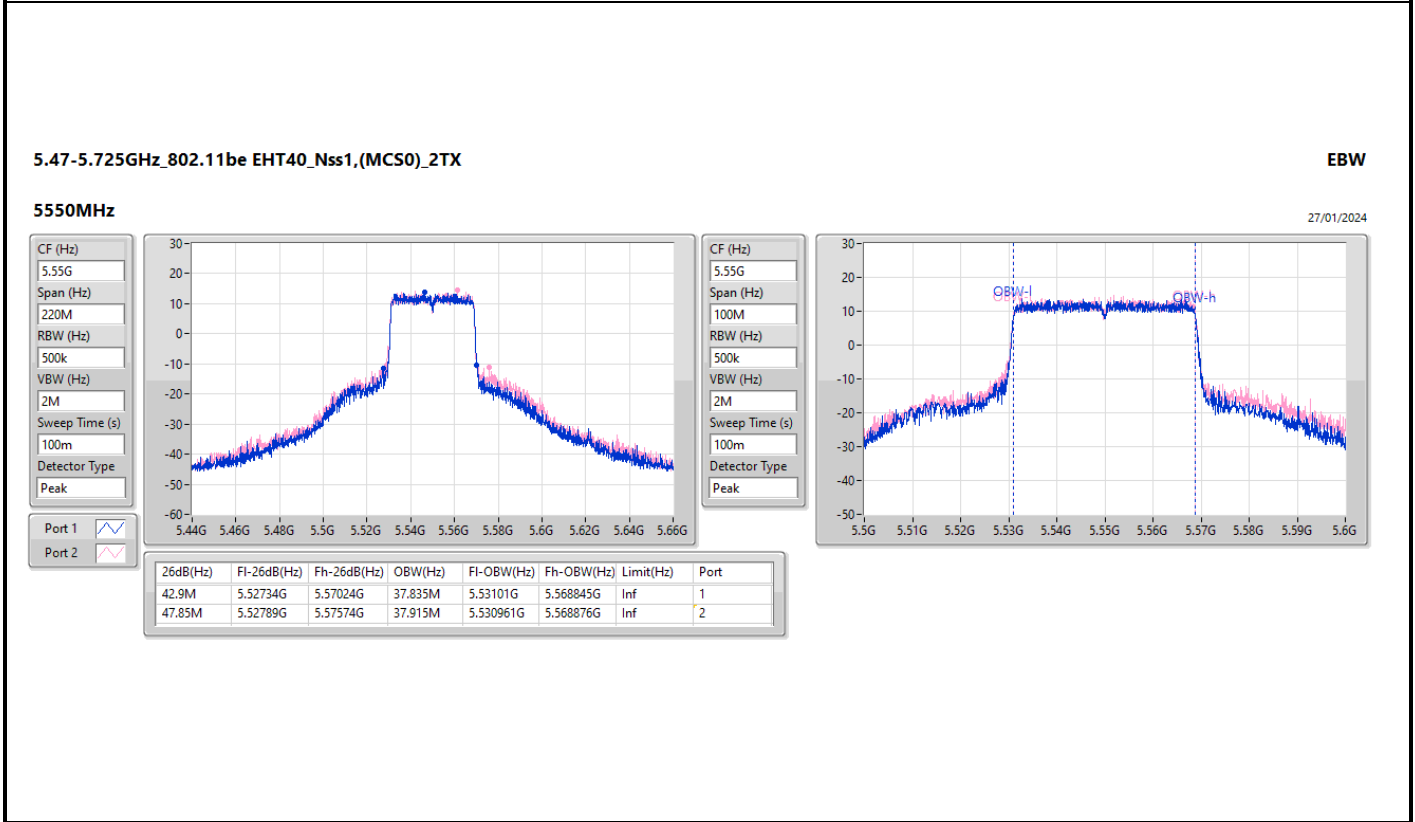 5.47-5.725GHz_802.11be EHT40_Nss1,(MCS0)_2TX
EBW
5550MHz
27/01/2024
CF (Hz)
5.55G
Span (Hz)
220M
RBW (Hz)
500k
VBW (Hz)
2M
Sweep Time (s)
100m
Detector Type
Peak
Port 1
Port 2
30
20
10
0
-10
-20
-30
-40
-50
-60
5.44G 5.46G 5.48G 5.5G 5.52G 5.54G 5.56G 5.58G 5.6G 5.62G 5.64G 5.66G
CF (Hz)
5.55G
Span (Hz)
100M
RBW (Hz)
500k
VBW (Hz)
2M
Sweep Time (s)
100m
Detector Type
Peak
30
20
10
0
-10
-20
-30
-40
-50
OBW-l
OBW-h
5.5G 5.51G 5.52G 5.53G 5.54G 5.55G 5.56G 5.57G 5.58G 5.59G 5.6G
26dB(Hz) Fl-26dB(Hz) Fh-26dB(Hz) OBW(Hz) Fl-OBW(Hz) Fh-OBW(Hz) Limit(Hz) Port
42.9M 5.52734G 5.57024G 37.835M 5.53101G 5.568845G Inf 1
47.85M 5.52789G 5.57574G 37.915M 5.530961G 5.568876G Inf 2